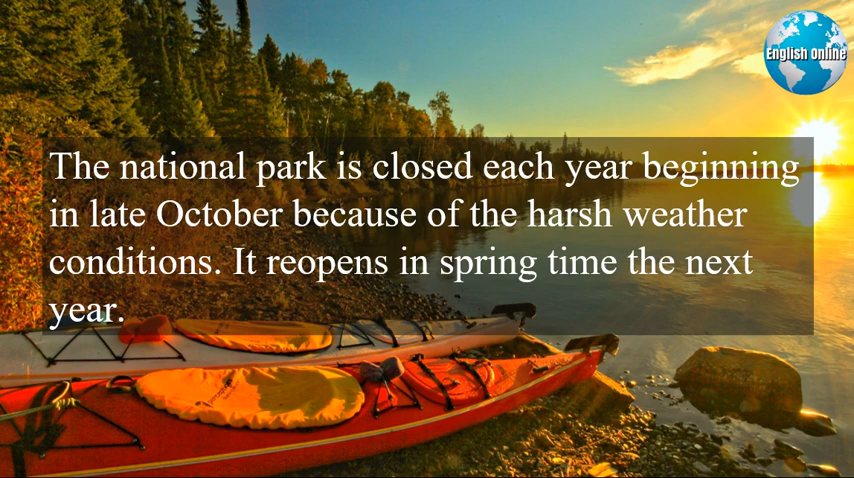 English Online
The national park is closed each year beginning
in late October because of the harsh weather
conditions. It reopens in spring time the next
year.